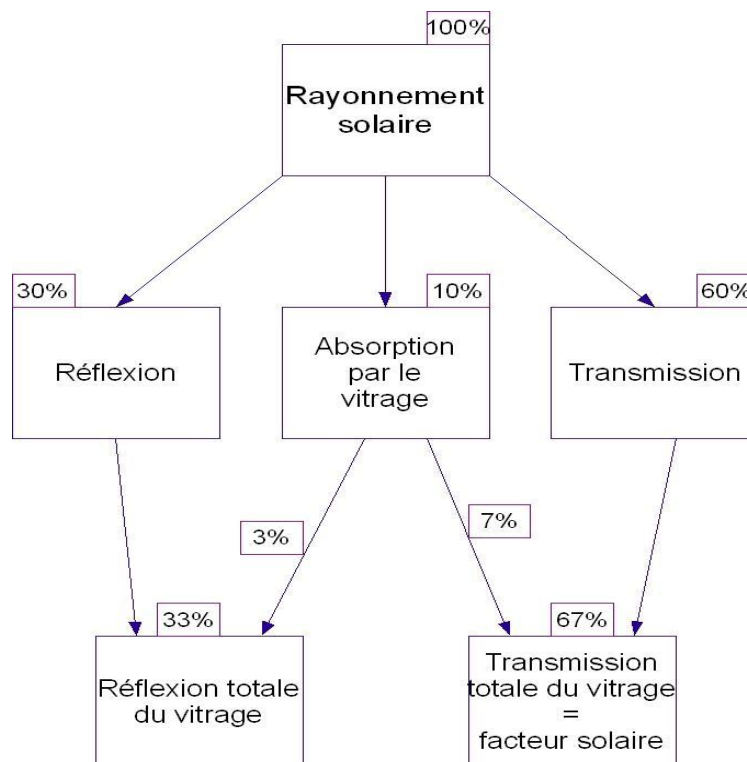 100%
Rayonnement
solaire
30%
10%
60%
Réflexion
Absorption
par le
vitrage
Transmission
3%
7%
33%
67%
Réflexion totale
du vitrage
Transmission
totale du vitrage
=
facteur solaire